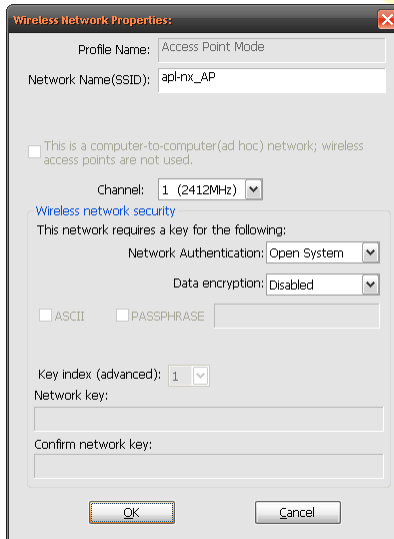 Wireless Network Properties:
Profile Name: Access Point Mode
Network Name(SSID): apl-nx_AP
This is a computer-to-computer(ad hoc) network; wireless
access points are not used.
Channel: 1 (2412MHz)
Wireless network security
This network requires a key for the following:
Network Authentication: Open System
Data encryption: Disabled
ASCII PASSPHRASE
Key index (advanced): 1
Network key:
Confirm network key:
OK Cancel